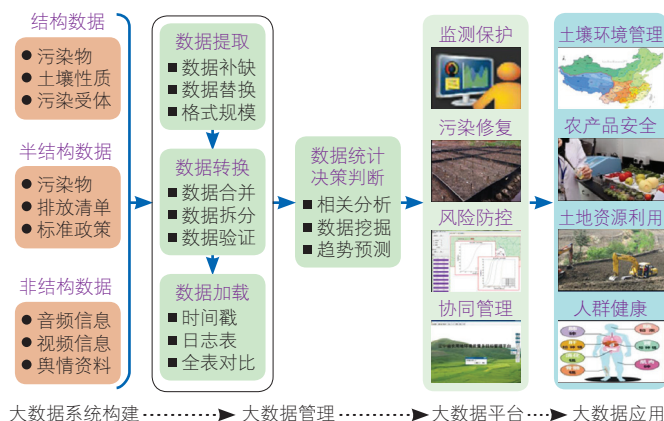 结构数据
● 污染物
● 土壤性质
● 污染受体
半结构数据
● 污染物
● 排放清单
● 标准政策
非结构数据
● 音频信息
● 视频信息
● 舆情资料
数据提取
■ 数据补缺
■ 数据替换
■ 格式规模
数据转换
■ 数据合并
■ 数据拆分
■ 数据验证
数据加载
■ 时间戳
■ 日志表
■ 全表对比
数据统计
决策判断
■ 相关分析
■ 数据挖掘
■ 趋势预测
监测保护
污染修复
风险防控
协同管理
土壤环境管理
农产品安全
土地资源利用
人群健康
大数据系统构建
大数据管理
大数据平台
大数据应用